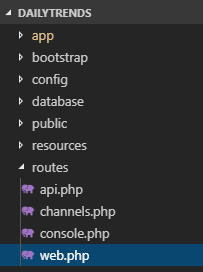 DAILYTRENDS
app
bootstrap
config
database
public
resources
routes
api.php
channels.php
console.php
web.php